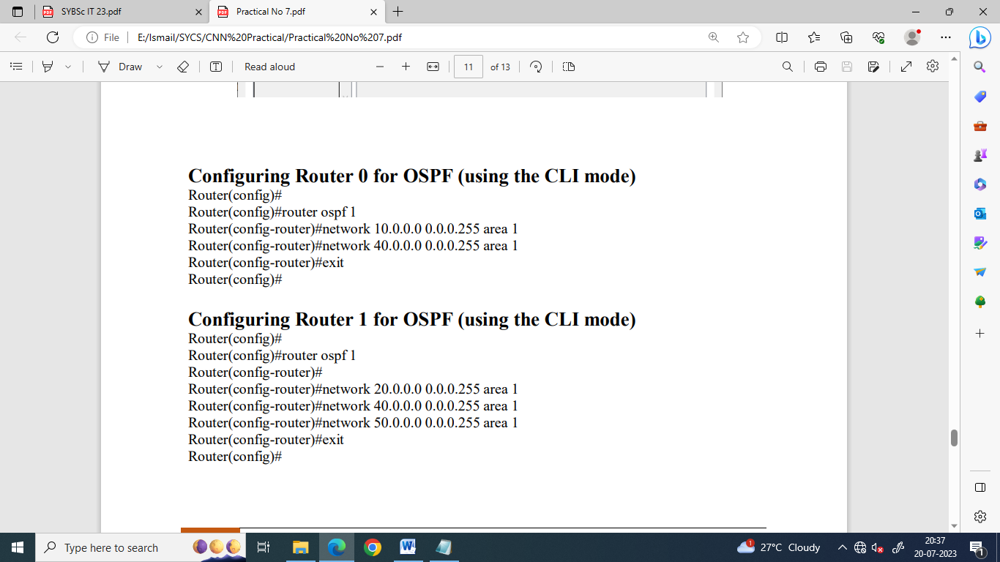 SYBSc IT 23.pdf
Practical No 7.pdf
File
E:/Ismail/SYCS/CNN%20Practical/Practical%20No%207.pdf
Draw
Read aloud
11
of 13
Configuring Router 0 for OSPF (using the CLI mode)
Router(config)#
Router(config)#router ospf 1
Router(config-router)#network 10.0.0.0 0.0.0.255 area 1
Router(config-router)#network 40.0.0.0 0.0.0.255 area 1
Router(config-router)#exit
Router(config)#
Configuring Router 1 for OSPF (using the CLI mode)
Router(config)#
Router(config)#router ospf 1
Router(config-router)#
Router(config-router)#network 20.0.0.0 0.0.0.255 area 1
Router(config-router)#network 40.0.0.0 0.0.0.255 area 1
Router(config-router)#network 50.0.0.0 0.0.0.255 area 1
Router(config-router)#exit
Router(config)#
Type here to search
1
27°C Cloudy
20:37
20-07-2023
1